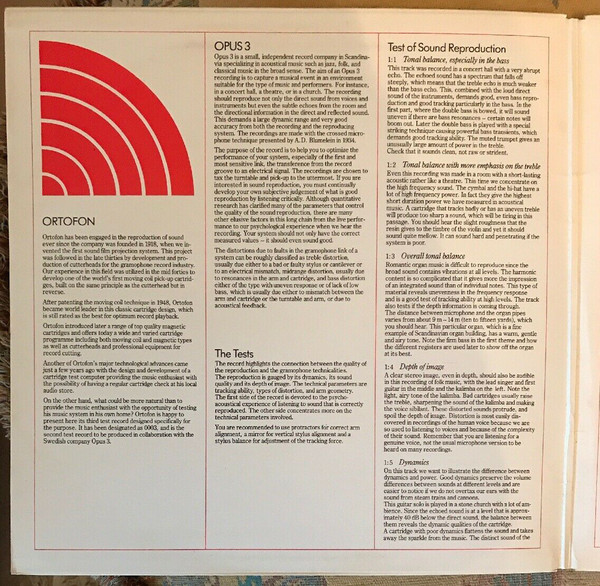 ORTOFON
Ortofon has been engaged in the reproduction of sound
ever since the company was founded in 1918, when we in-
vented the first sound film projection system. This project
was followed in the late thirties by development and pro-
duction of cutterheads for the gramophone record industry.
Our experience in this field was utilized in the mid forties to
develop one of the world's first moving coil pick-up cartrid-
ges, built on the same principle as the cutterhead but in
reverse.
After patenting the moving coil technique in 1948, Ortofon
became world leader in this classic cartridge design, which
is still rated as the best for optimum record playback.
Ortofon introduced later a range of top quality magnetic
cartridges and offers today a wide and varied cartridge
programme including both moving coil and magnetic types
as well as cutterheads and professional equipment for
record cutting.
Another of Ortofon's major technological advances came
just a few years ago with the design and development of a
cartridge test computer providing the music enthusiast with
the possibility of having a regular cartridge check at his local
audio store.
On the other hand, what could be more natural than to
provide the music enthusiast with the opportunity of testing
his music system in his own home? Ortofon is happy to
present here its third test record designed specifically for
the purpose. It has been designated as 0003, and is the
second test record to be produced in collaboration with the
Swedish company Opus 3.
OPUS 3
Opus 3 is a small, independent record company in Scandina-
via specializing in acoustical music such as jazz, folk, and
classical music in the broad sense. The aim of an Opus 3
recording is to capture a musical event in an environment
suitable for the type of music and performers. For instance,
in a concert hall, a theatre, or in a church. The recording
should reproduce not only the direct sound from voices and
instruments but even the subtle echoes from the room and
the directional information in the direct and reflected sound.
This demands a large dynamic range and very good
accuracy from both the recording and the reproducing
system. The recordings are made with the crossed micro-
phone technique presented by A.D. Blumelein in 1934.
The purpose of the record is to help you to optimize the
performance of your system, especially of the first and
most sensitive link, the transference from the record
groove to an electrical signal. The recordings are chosen to
tax the turntable and pick-up to the uttermost. If you are
interested in sound reproduction, you must continually
develop your own subjective judgement of what is good
reproduction by listening critically. Although quantitative
research has clarified many of the parameters that control
the quality of the sound reproduction, there are many
other elusive factors in this long chain from the live perfor-
mance to our psychological experience when we hear the
recording. Your system should not only have the correct
measured values – it should even sound good.
The distortions due to faults in the gramophone link of a
system can be roughly classified as treble distortion,
usually due either to a bad or faulty stylus or cantilever or
to an electrical mismatch, midrange distortion, usually due
to resonances in the arm and cartridge, and bass distortion
either of the type with uneven response or of lack of low
bass, which is usually due either to mismatch between the
arm and cartridge or the turntable and arm, or due to
acoustical feedback.
The Tests
The record highlights the connection between the quality of
the reproduction and the gramophone technicalities.
The reproduction is gauged by its dynamics, its sound
quality and its depth of image. The technical parameters are
tracking ability, types of distortion, and arm geometry.
The first side of the record is devoted to the psycho-
acoustical experience of listening to sound that is correctly
reproduced. The other side concentrates more on the
technical parameters involved.
You are recommended to use protractors for correct arm
alignment, a mirror for vertical stylus alignment and a
stylus balance for adjustment of the tracking force.
Test of Sound Reproduction
1:1 Tonal balance, especially in the bass
This track was recorded in a concert hall with a very abrupt
echo. The echoed sound has a spectrum that falls off
steeply, which means that the treble echo is much weaker
than the bass echo. This, combined with the loud direct
sound of the instruments, demands good, even bass repro-
duction and good tracking particularly in the bass. In the
first part, where the double bass is bowed, it will sound
uneven if there are bass resonances – certain notes will
boom out. Later the double bass is played with a special
striking technique causing powerful bass transients, which
demands good tracking ability. The muted trumpet gives an
unusually large amount of power in the treble.
Check that it sounds clean, not raw or strident.
1:2 Tonal balance with more emphasis on the treble
Even this recording was made in a room with a short-lasting
acoustic rather like a theatre. This time we concentrate on
the high frequency sound. The cymbal and the hi-hat have a
lot of high frequency power. In fact they give the highest
short duration power we have measured in acoustical
music. A cartridge that tracks badly or has an uneven treble
will produce too sharp a sound, which will be tiring in this
passage. You should hear the slight roughness that the
resin gives to the timbre of the violin and yet it should
sound quite mellow. It can sound hard and penetrating if the
system is poor.
1:3 Overall tonal balance
Romantic organ music is difficult to reproduce since the
broad sound contains vibrations at all levels. The harmonic
content is so complicated that it gives more the impression
of an integrated sound than of individual notes. This type of
material reveals unevenness in the frequency response
and is a good test of tracking ability at high levels. The track
also tests if the depth information is coming through.
The distance between microphone and the organ pipes
varies from about 9 m – 14 m (ten to fifteen yards), which
you should hear. This particular organ, which is a fine
example of Scandinavian organ building, has a warm, gentle
and airy tone. Note the firm bass in the first theme and how
the different registers are used later to show off the organ
at its best.
1:4 Depth of image
A clear stereo image, even in depth, should also be audible
in this recording of folk music, with the lead singer and first
guitar in the middle and the kalimba on the left. Note the
light, airy tone of the kalimba. Bad cartridges usually raise
the treble, sharpening the sound of the kalimba and making
the voice sibilant. These distorted sounds protrude, and
spoil the depth of image. Distortion is most easily dis-
covered in recordings of the human voice because we are
so used to listening to voices and because of the complexity
of their sound. Remember that you are listening for a
genuine voice, not the usual microphone version to be
heard on many recordings.
1:5 Dynamics
On this track we want to illustrate the difference between
dynamics and power. Good dynamics preserve the volume
differences between sounds at different levels and are
easier to notice if we do not overtax our ears with the
sound from steam trains and cannons.
This guitar solo is played in a stone church with a lot of am-
bience. Since the echoed sound is at a level that is approx-
imately 60 dB below the direct sound, the balance between
them reveals the dynamic qualities of the cartridge.
A cartridge with poor dynamics flattens the sound and takes
away the sparkle from the music. The distinct sound of the